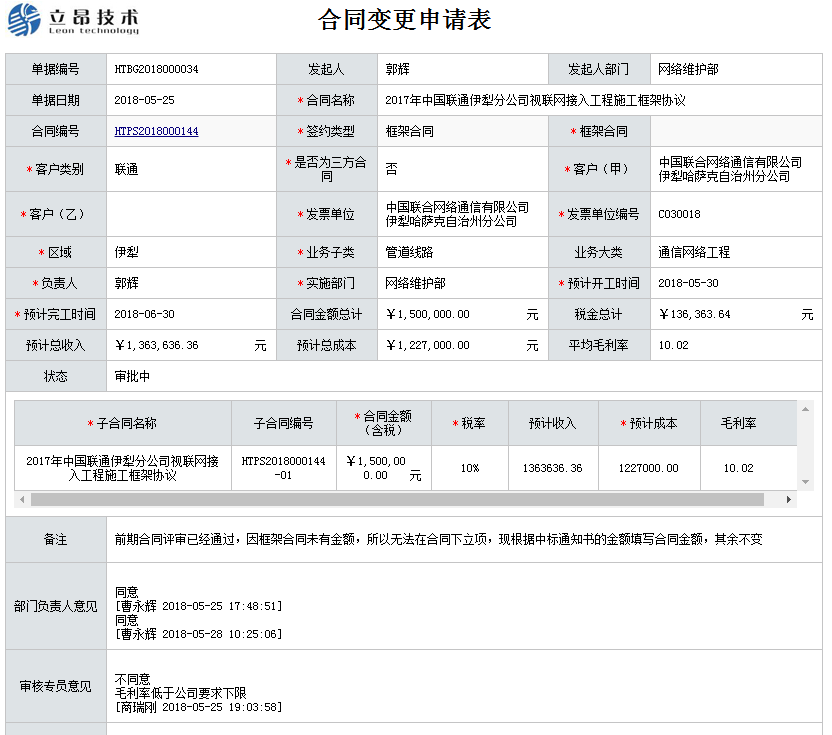 立昂技术
Leon technology
合同变更申请表
单据编号 HTBG2018000034 发起人 郭辉 发起人部门 网络维护部
单据日期 2018-05-25 *合同名称 2017年中国联通伊犁分公司视联网接入工程施工框架协议
合同编号 HTPS2018000144 *签约类型 框架合同 *框架合同
*客户类别 联通 *是否为三方合
同 否 *客户（甲） 中国联合网络通信有限公司
伊犁哈萨克自治州分公司
*客户（乙） *发票单位 中国联合网络通信有限公司
伊犁哈萨克自治州分公司 *发票单位编号 C030018
*区域 伊犁 *业务子类 管道线路 业务大类 通信网络工程
*负责人 郭辉 *实施部门 网络维护部 *预计开工时间 2018-05-30
*预计完工时间 2018-06-30 合同金额总计 ￥1,500,000.00 元 税金总计 ￥136,363.64 元
预计总收入 ￥1,363,636.36 元 预计总成本 ￥1,227,000.00 元 平均毛利率 10.02
状态 审批中
*子合同名称 子合同编号 *合同金额
（含税） *税率 预计收入 *预计成本 毛利率
2017年中国联通伊犁分公司视联网接
入工程施工框架协议 HTPS2018000144
-01 ￥1,500,00
0.00 元 10% 1363636.36 1227000.00 10.02
备注 前期合同评审已经通过，因框架合同未有金额，所以无法在合同下立项，现根据中标通知书的金额填写合同金额，其余不变
部门负责人意见 同意
[曹永辉 2018-05-25 17:48:51]
同意
[曹永辉 2018-05-28 10:25:06]
审核专员意见 不同意
毛利率低于公司要求下限
[商瑞刚 2018-05-25 19:03:58]